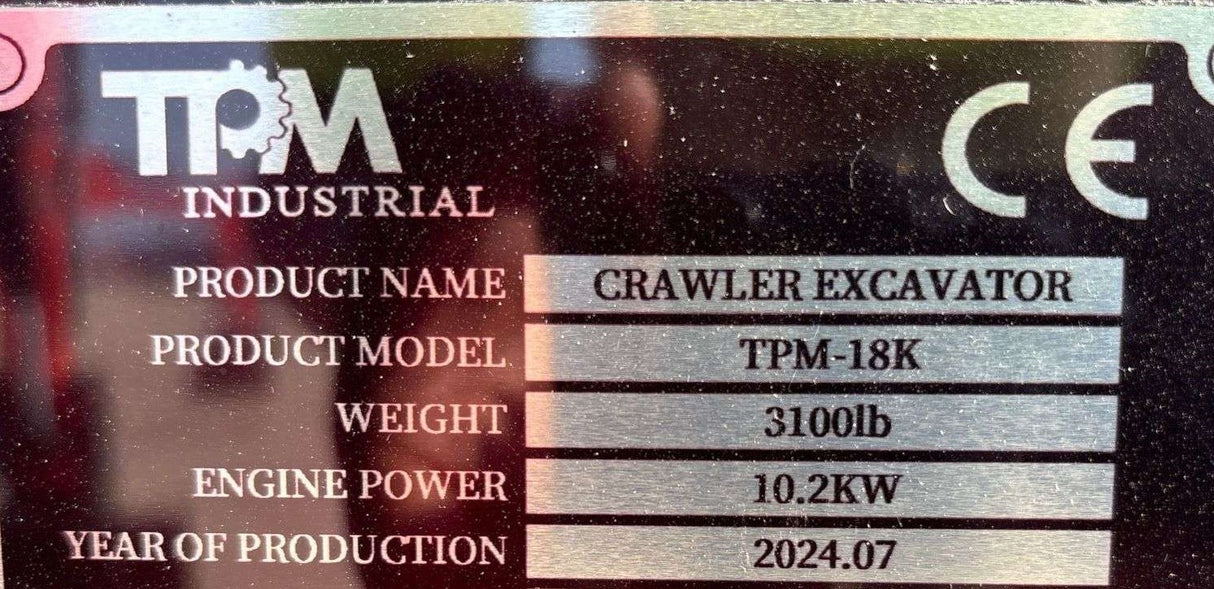 TPM
INDUSTRIAL
CE
PRODUCT NAME CRAWLER EXCAVATOR
PRODUCT MODEL TPM-18K
WEIGHT 3100lb
ENGINE POWER 10.2KW
YEAR OF PRODUCTION 2024.07